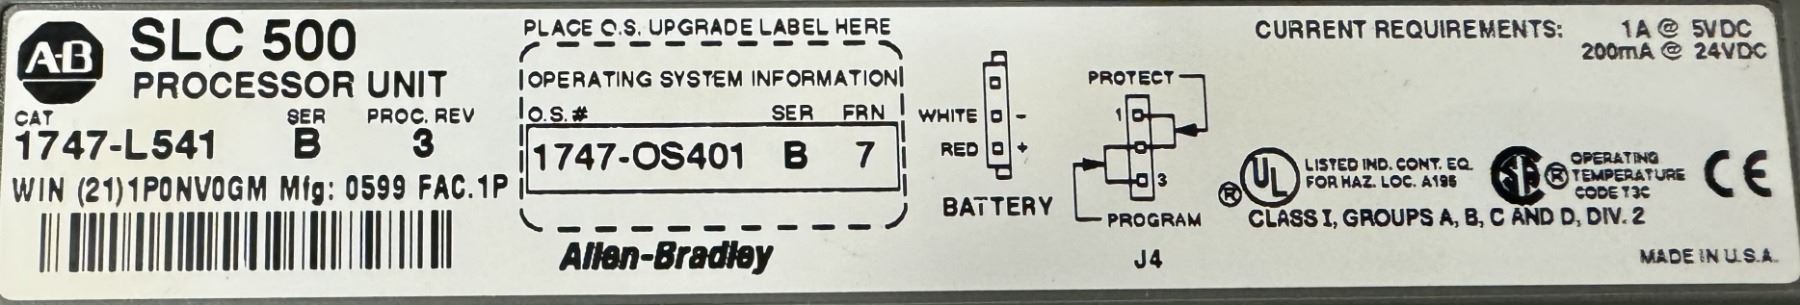 A-B SLC 500
PROCESSOR UNIT
CAT SER PROC. REV
1747-L541 B 3
WIN (21)1P0NV0GM Mfg: 0599 FAC.1P
PLACE O.S. UPGRADE LABEL HERE
OPERATING SYSTEM INFORMATION
O.S.# SER FRN
1747-OS401 B 7
Allen-Bradley
WHITE -
RED +
BATTERY
PROTECT
1
3
PROGRAM
J4
CURRENT REQUIREMENTS: 1A @ 5VDC
200mA @ 24VDC
UL ® LISTED IND. CONT. EQ.
FOR HAZ. LOC. A196
SA ® OPERATING
TEMPERATURE
CODE T3C
CE
CLASS I, GROUPS A, B, C AND D, DIV. 2
MADE IN U.S.A.